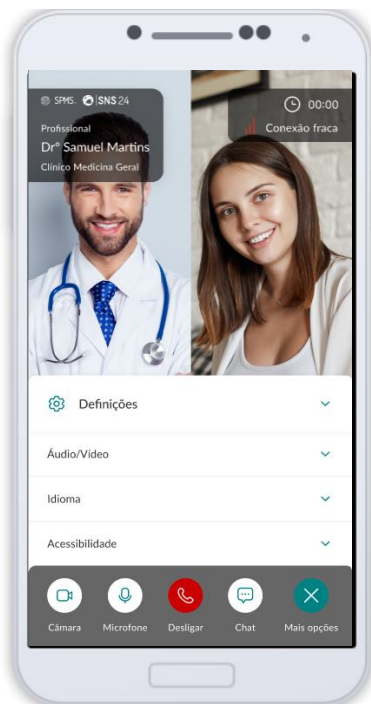 SPMS. SNS 24
Profissional
Drº Samuel Martins
Clínico Medicina Geral
00:00
Conexão fraca
Definições
Áudio/Vídeo
Idioma
Acessibilidade
Câmara Microfone Desligar Chat Mais opções